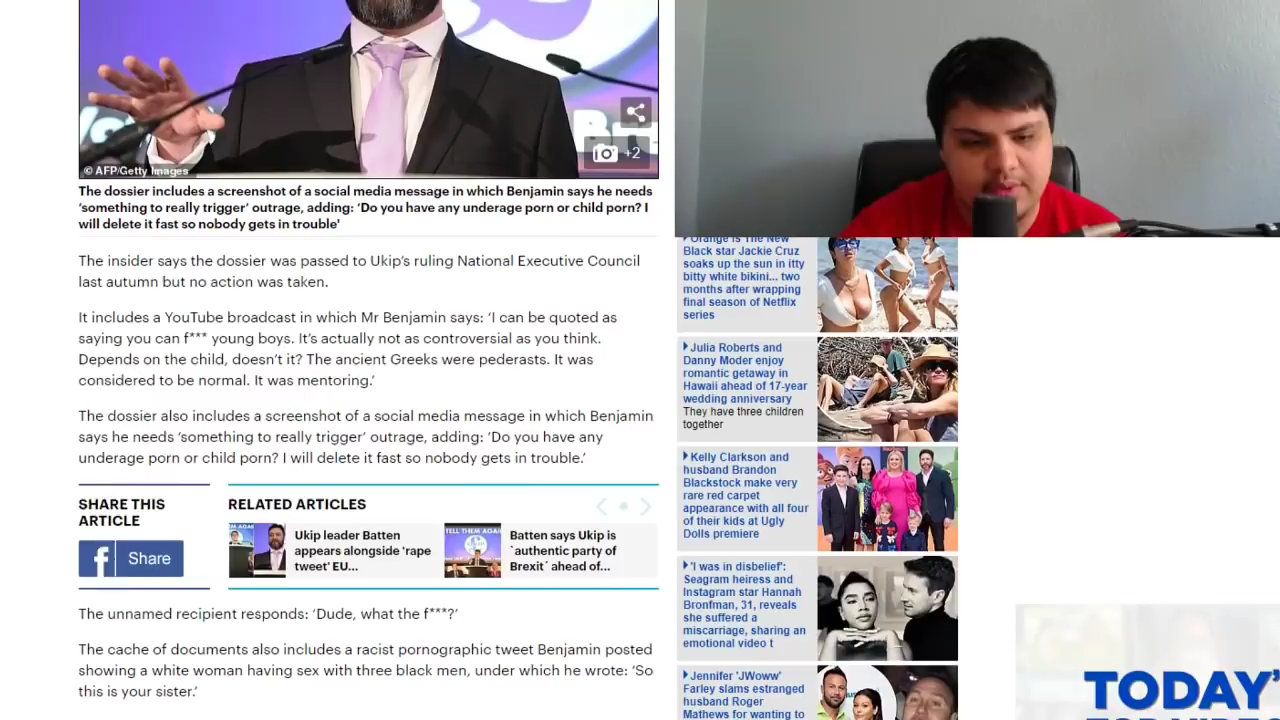 © AFP/Getty Images
+2
The dossier includes a screenshot of a social media message in which Benjamin says he needs
‘something to really trigger’ outrage, adding: ‘Do you have any underage porn or child porn? I
will delete it fast so nobody gets in trouble'
The insider says the dossier was passed to Ukip’s ruling National Executive Council
last autumn but no action was taken.
It includes a YouTube broadcast in which Mr Benjamin says: ‘I can be quoted as
saying you can f*** young boys. It’s actually not as controversial as you think.
Depends on the child, doesn’t it? The ancient Greeks were pederasts. It was
considered to be normal. It was mentoring.’
The dossier also includes a screenshot of a social media message in which Benjamin
says he needs ‘something to really trigger’ outrage, adding: ‘Do you have any
underage porn or child porn? I will delete it fast so nobody gets in trouble.’
SHARE THIS
ARTICLE
Share
RELATED ARTICLES
Ukip leader Batten
appears alongside 'rape
tweet' EU...
TELL THEM AGAIN
Batten says Ukip is
`authentic party of
Brexit` ahead of...
The unnamed recipient responds: ‘Dude, what the f***?’
The cache of documents also includes a racist pornographic tweet Benjamin posted
showing a white woman having sex with three black men, under which he wrote: ‘So
this is your sister.’
Orange Is The New
Black star Jackie Cruz
soaks up the sun in itty
bitty white bikini... two
months after wrapping
final season of Netflix
series
Julia Roberts and
Danny Moder enjoy
romantic getaway in
Hawaii ahead of 17-year
wedding anniversary
They have three children
together
Kelly Clarkson and
husband Brandon
Blackstock make very
rare red carpet
appearance with all four
of their kids at Ugly
Dolls premiere
'I was in disbelief':
Seagram heiress and
Instagram star Hannah
Bronfman, 31, reveals
she suffered a
miscarriage, sharing an
emotional video t
Jennifer 'JWoww'
Farley slams estranged
husband Roger
Mathews for wanting to
TODAY'